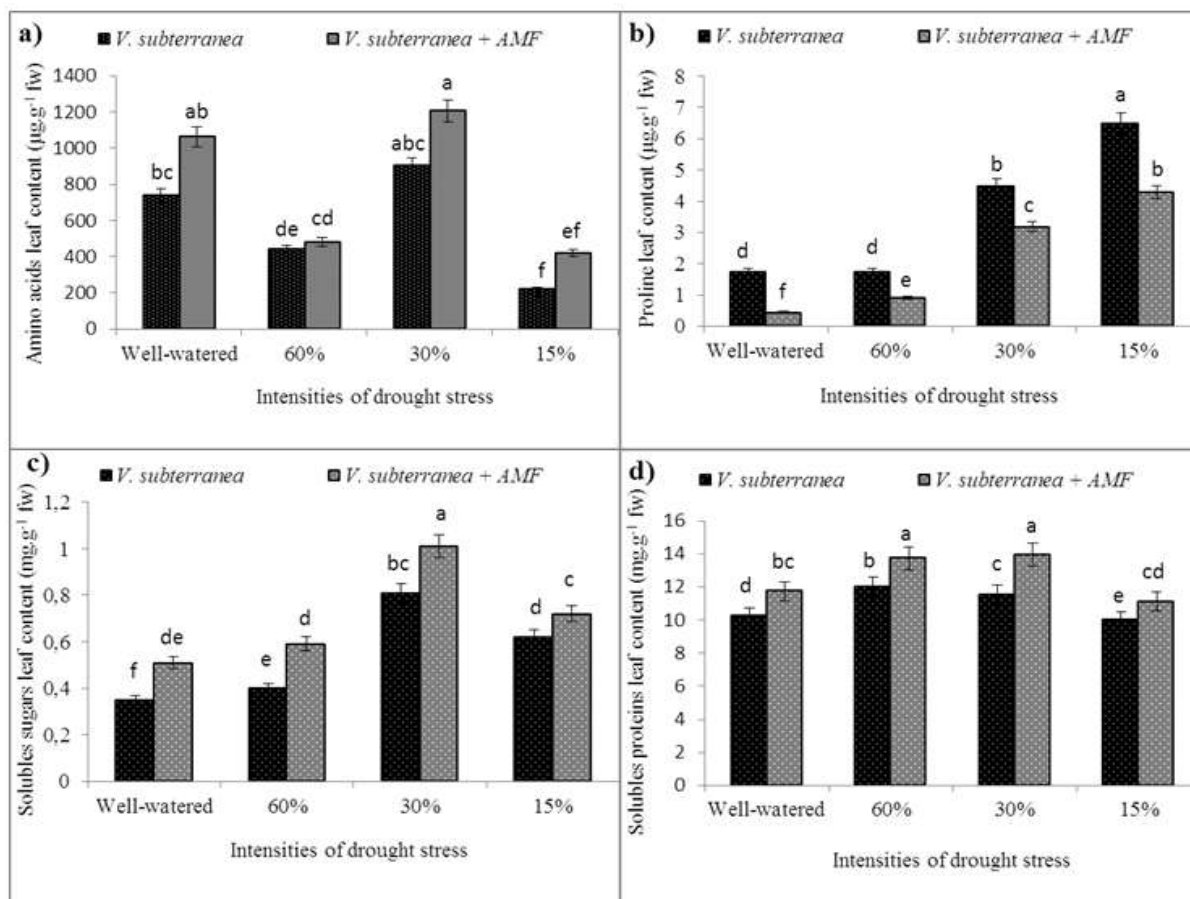 a)
V. subterranea V. subterranea + AMF
Amino acids leaf content (µg.g⁻¹ fw)
1400
1200
1000
800
600
400
200
0
bc ab de cd abc a f ef
Well-watered 60% 30% 15%
Intensities of drought stress
b)
V. subterranea V. subterranea + AMF
Proline leaf content (µg.g⁻¹ fw)
8
7
6
5
4
3
2
1
0
d f d e b c a b
Well-watered 60% 30% 15%
Intensities of drought stress
c)
V. subterranea V. subterranea + AMF
Solubles sugars leaf content (mg.g⁻¹ fw)
1,2
1
0,8
0,6
0,4
0,2
0
f de e d bc a d c
Well-watered 60% 30% 15%
Intensities of drought stress
d)
V. subterranea V. subterranea + AMF
Solubles proteins leaf content (mg.g⁻¹ fw)
16
14
12
10
8
6
4
2
0
d bc b a c a e cd
Well-watered 60% 30% 15%
Intensities of drought stress